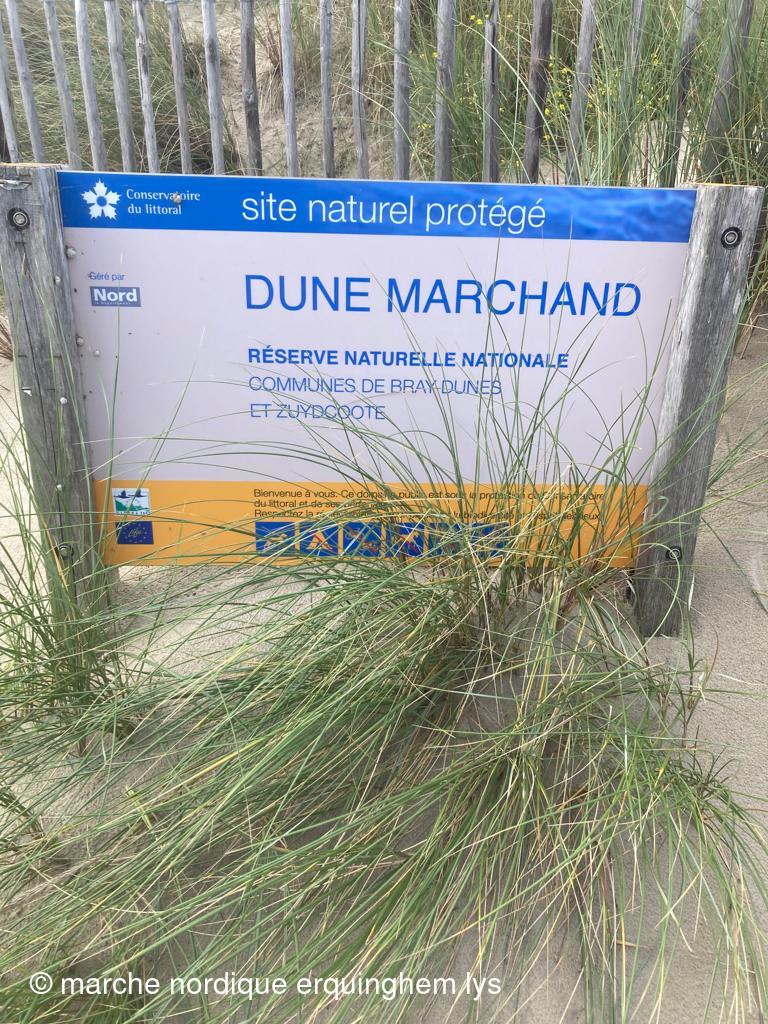 Conservatoire
du littoral
site naturel protégé
Géré par
Nord
DUNE MARCHAND
RÉSERVE NATURELLE NATIONALE
COMMUNES DE BRAY-DUNES
ET ZUYDCOOTE
Bienvenue à vous. Ce domaine public est sous la protection du Conservatoire
du littoral et de ses
Respectez la
© marche nordique erquinghem lys